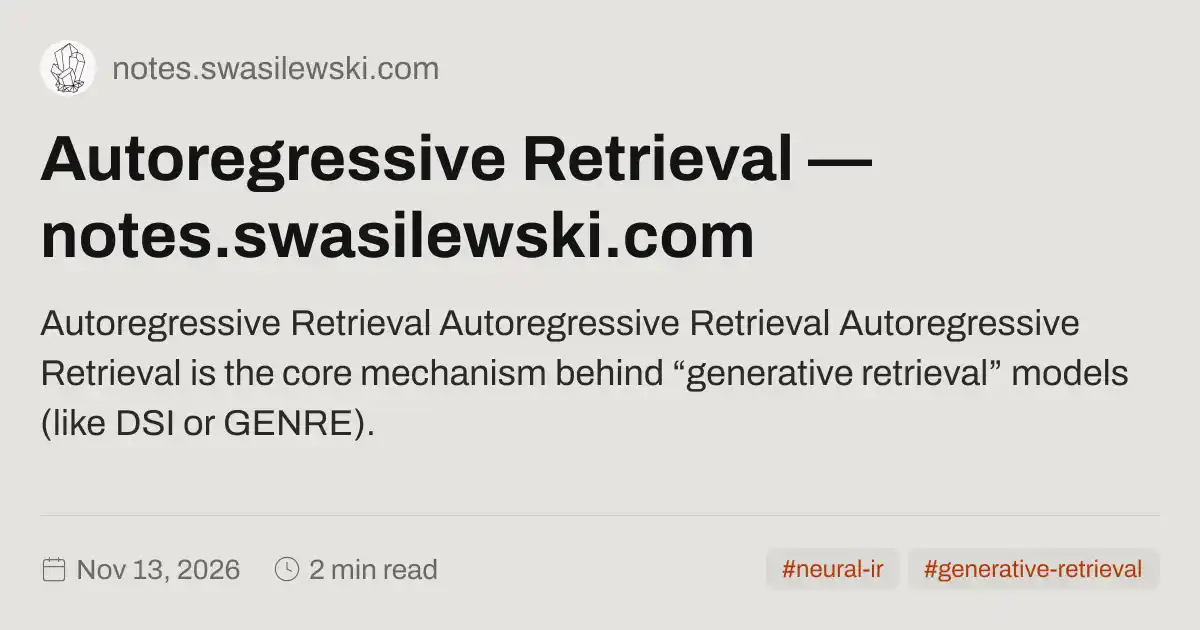 notes.swasilewski.com
Autoregressive Retrieval —
notes.swasilewski.com
Autoregressive Retrieval Autoregressive Retrieval Autoregressive
Retrieval is the core mechanism behind “generative retrieval” models
(like DSI or GENRE).
Nov 13, 2026 2 min read #neural-ir #generative-retrieval